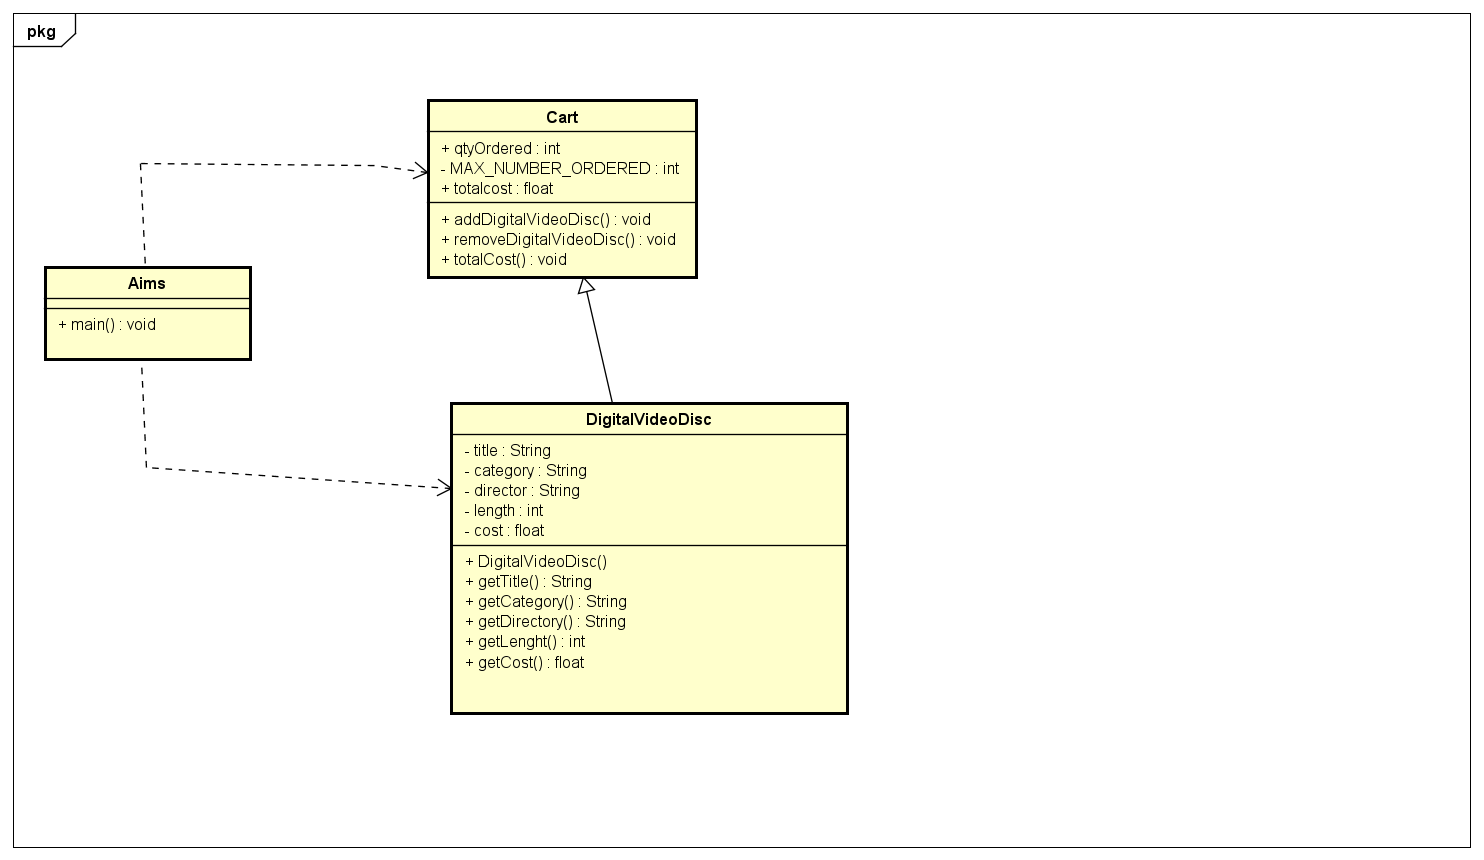 pkg
Cart
+ qtyOrdered : int
- MAX_NUMBER_ORDERED : int
+ totalcost : float
+ addDigitalVideoDisc() : void
+ removeDigitalVideoDisc() : void
+ totalCost() : void
Aims
+ main() : void
DigitalVideoDisc
- title : String
- category : String
- director : String
- length : int
- cost : float
+ DigitalVideoDisc()
+ getTitle() : String
+ getCategory() : String
+ getDirectory() : String
+ getLenght() : int
+ getCost() : float